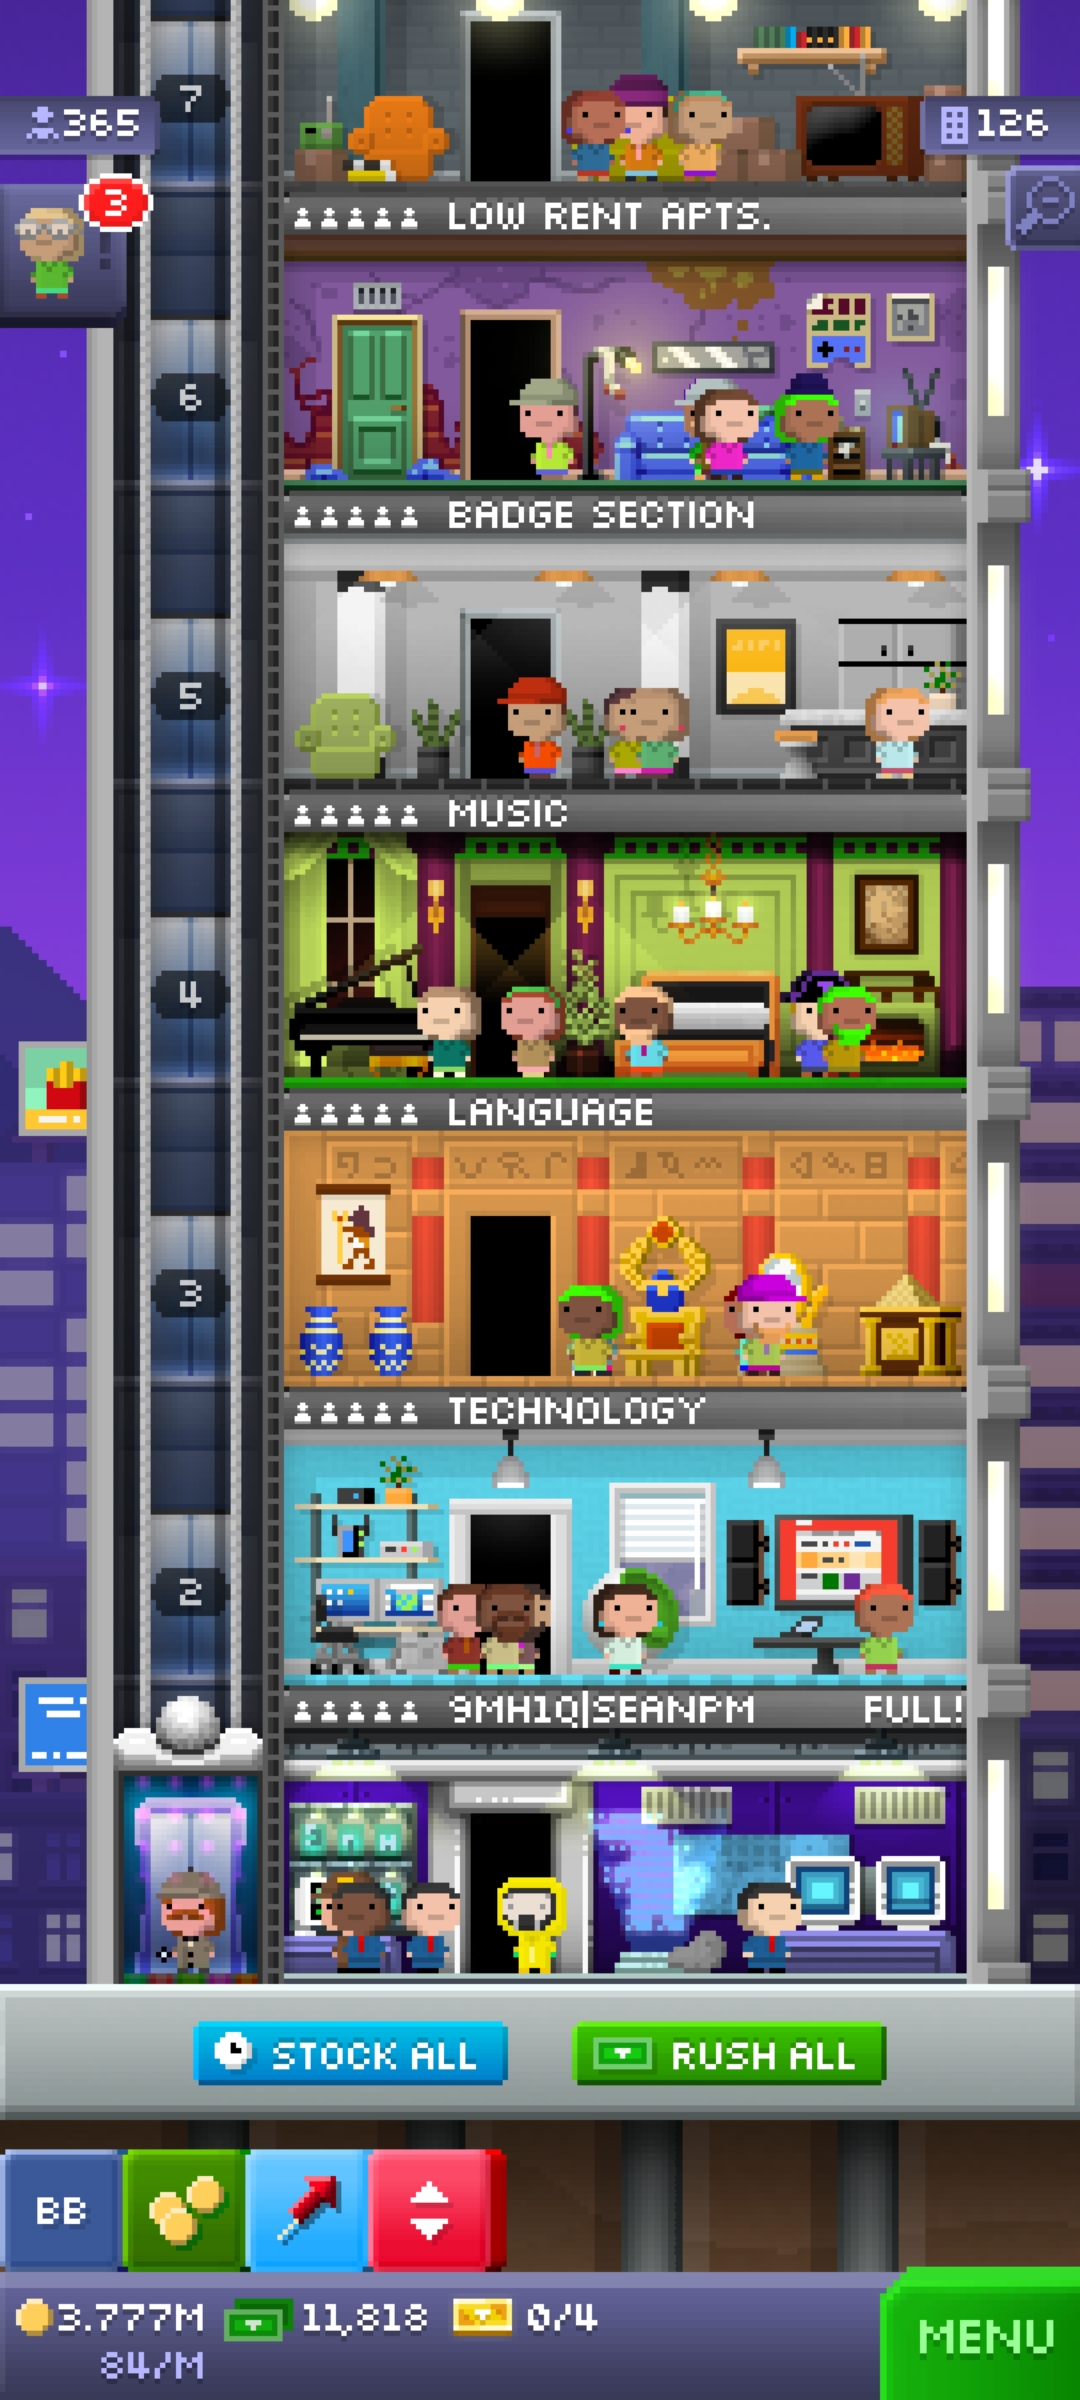 7
365
126
3
LOW RENT APTS.
6
BADGE SECTION
5
MUSIC
4
LANGUAGE
3
TECHNOLOGY
2
9MH1Q|SEANPM FULL!
STOCK ALL
RUSH ALL
BB
3.777M
11,818
0/4
84/M
MENU